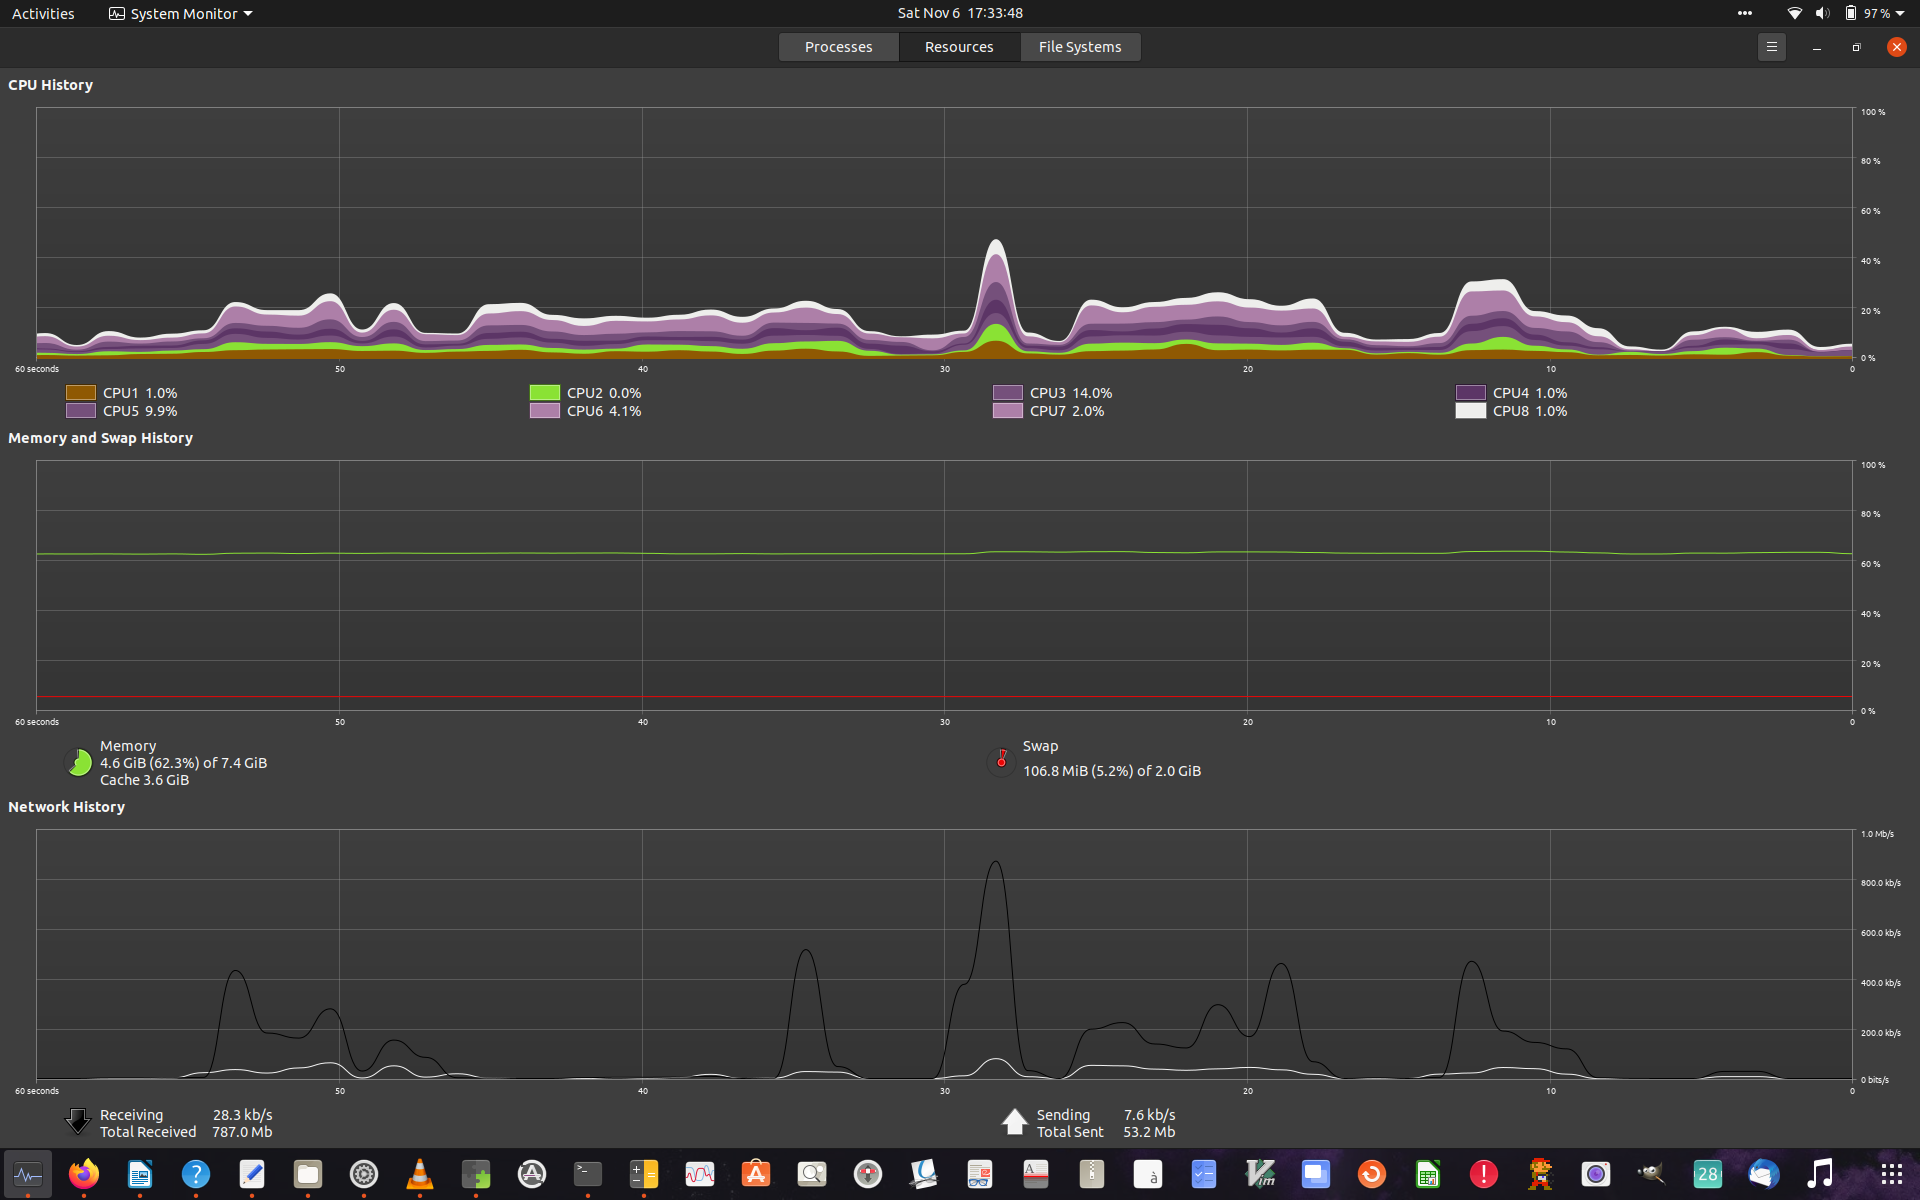 Activities
System Monitor
Sat Nov 6 17:33:48
97 %
Processes
Resources
File Systems
CPU History
100 %
80 %
60 %
40 %
20 %
0 %
60 seconds 50 40 30 20 10 0
CPU1 1.0% CPU2 0.0% CPU3 14.0% CPU4 1.0%
CPU5 9.9% CPU6 4.1% CPU7 2.0% CPU8 1.0%
Memory and Swap History
100 %
80 %
60 %
40 %
20 %
0 %
60 seconds 50 40 30 20 10 0
Memory
4.6 GiB (62.3%) of 7.4 GiB
Cache 3.6 GiB
Swap
106.8 MiB (5.2%) of 2.0 GiB
Network History
1.0 Mb/s
800.0 kb/s
600.0 kb/s
400.0 kb/s
200.0 kb/s
0 bits/s
60 seconds 50 40 30 20 10 0
Receiving 28.3 kb/s
Total Received 787.0 Mb
Sending 7.6 kb/s
Total Sent 53.2 Mb
?
>_
A
à
Vim
!
28